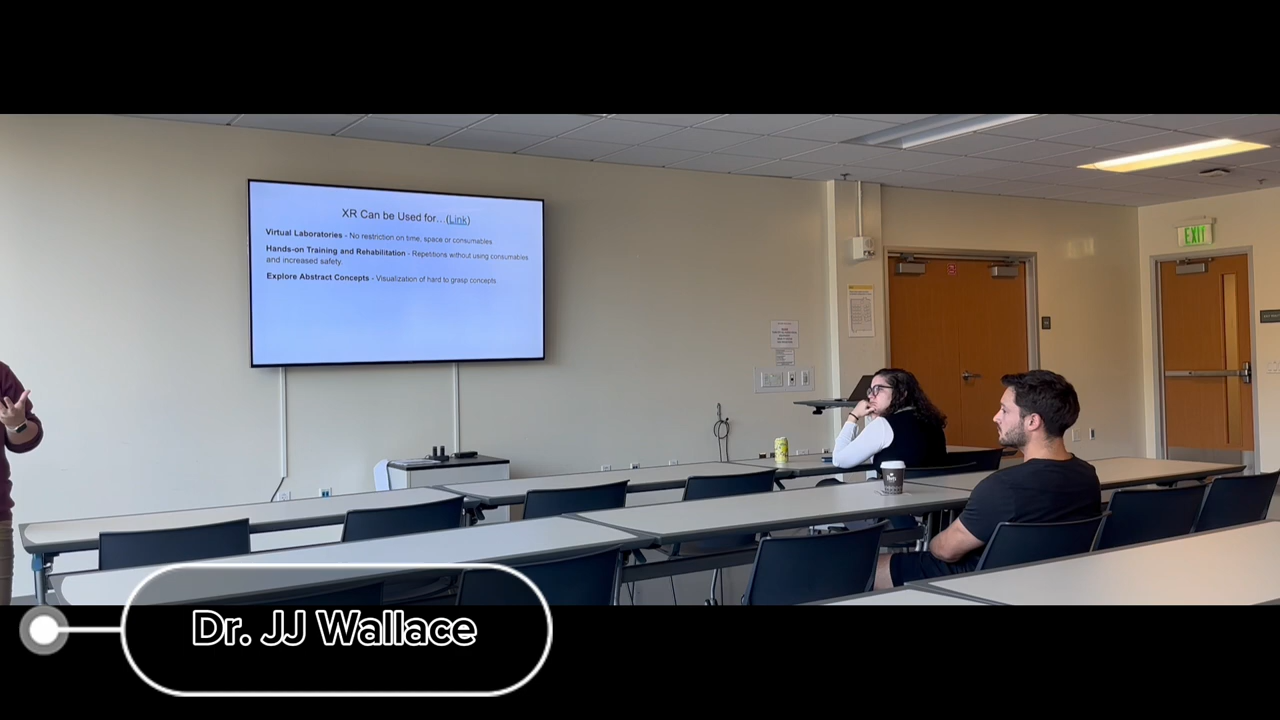 XR Can be Used for…(Link)
Virtual Laboratories - No restriction on time, space or consumables
Hands-on Training and Rehabilitation - Repetitions without using consumables
and increased safety.
Explore Abstract Concepts - Visualization of hard to grasp concepts
EXIT
Dr. JJ Wallace